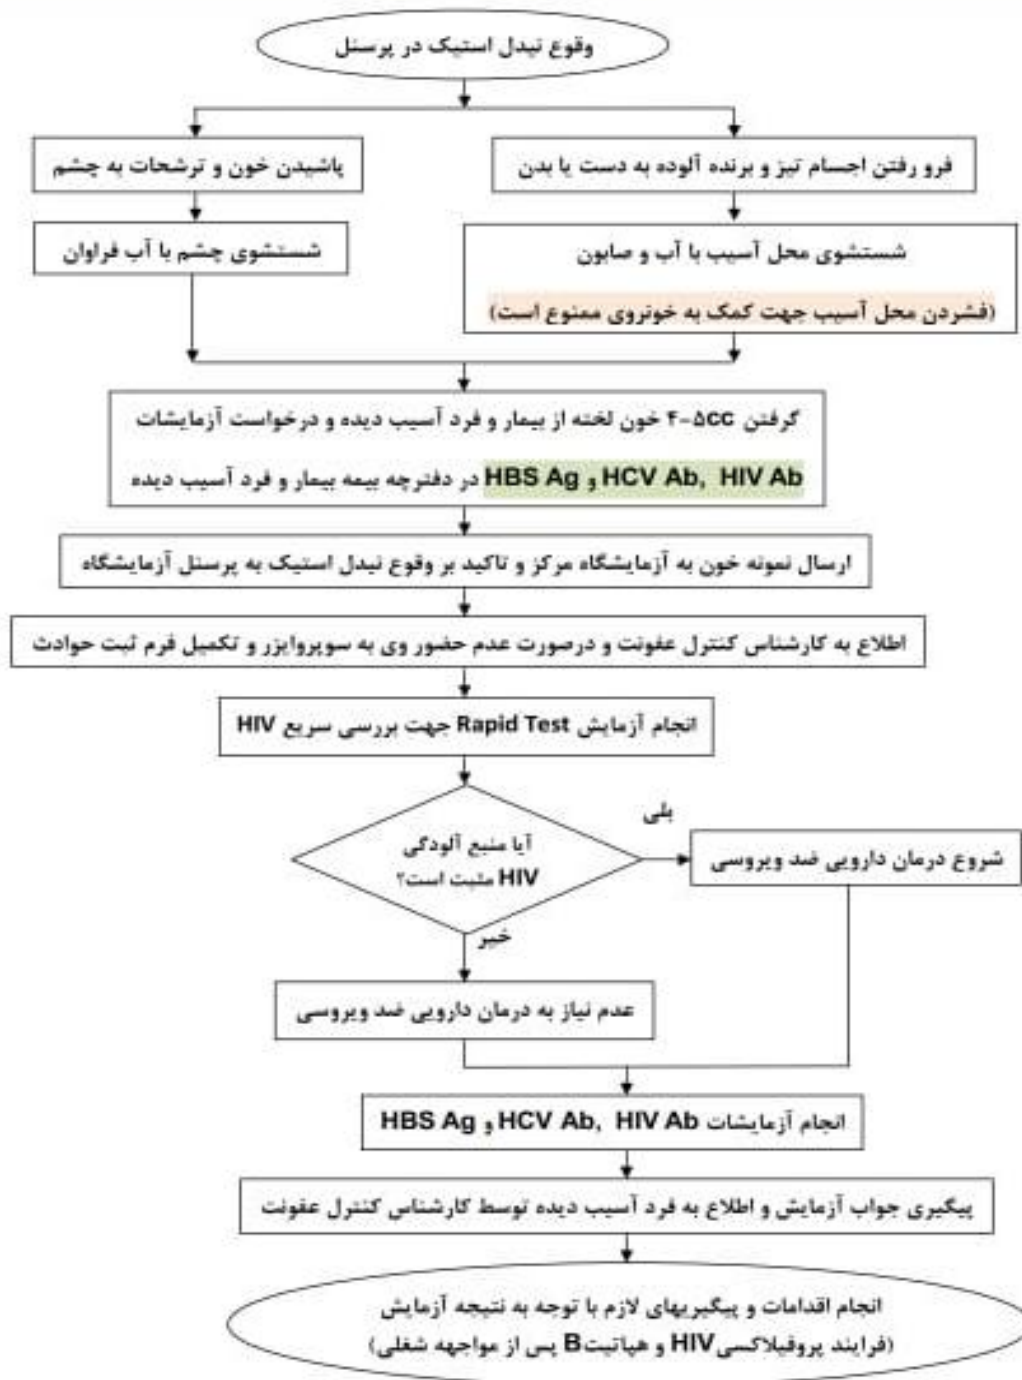 وقوع نیدل استیک در پرسنل
فرو رفتن اجسام تیز و برنده آلوده به دست یا بدن
پاشیدن خون و ترشحات به چشم
شستشوی محل آسیب با آب و صابون
(فشردن محل آسیب جهت کمک به خونروی ممنوع است)
شستشوی چشم با آب فراوان
گرفتن ۴-۵cc خون لخته از بیمار و فرد آسیب دیده و درخواست آزمایشات
HCV Ab, HIV Ab و HBS Ag در دفترچه بیمه بیمار و فرد آسیب دیده
ارسال نمونه خون به آزمایشگاه مرکز و تاکید بر وقوع نیدل استیک به پرسنل آزمایشگاه
اطلاع به کارشناس کنترل عفونت و درصورت عدم حضور وی به سوپروایزر و تکمیل فرم ثبت حوادث
انجام آزمایش Rapid Test جهت بررسی سریع HIV
آیا منبع آلودگی
HIV مثبت است؟
بلی
شروع درمان دارویی ضد ویروسی
خیر
عدم نیاز به درمان دارویی ضد ویروسی
انجام آزمایشات HCV Ab, HIV Ab و HBS Ag
پیگیری جواب آزمایش و اطلاع به فرد آسیب دیده توسط کارشناس کنترل عفونت
انجام اقدامات و پیگیریهای لازم با توجه به نتیجه آزمایش
(فرایند پروفیلاکسی HIV و هپاتیت B پس از مواجهه شغلی)